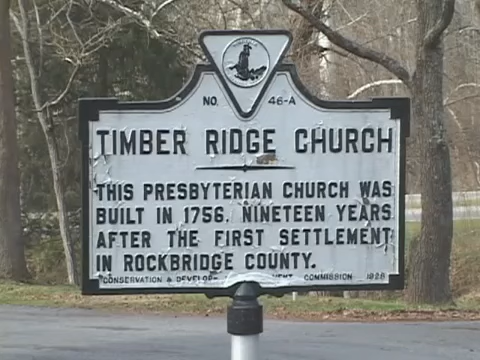 NO. 46-A
TIMBER RIDGE CHURCH
THIS PRESBYTERIAN CHURCH WAS
BUILT IN 1756, NINETEEN YEARS
AFTER THE FIRST SETTLEMENT
IN ROCKBRIDGE COUNTY.
CONSERVATION & DEVELOPMENT COMMISSION 1928